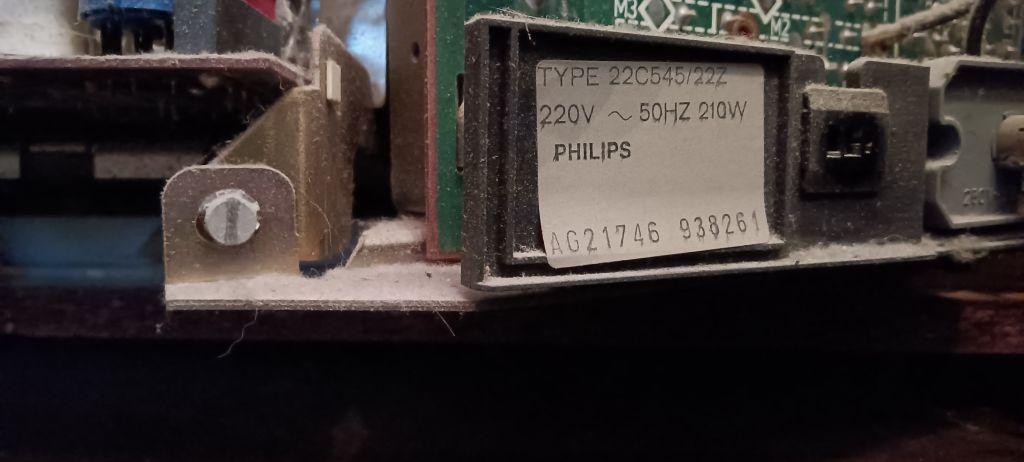 M3
M2
TYPE 22C545/22Z
220V ~ 50HZ 210W
PHILIPS
AG21746 938261